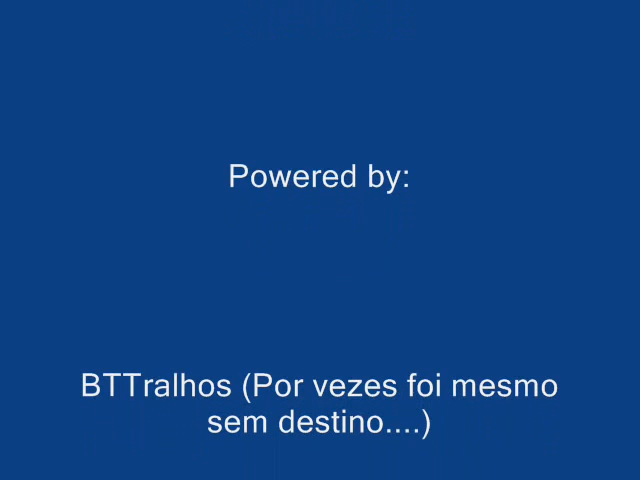 Powered by:
BTTralhos (Por vezes foi mesmo
sem destino....)